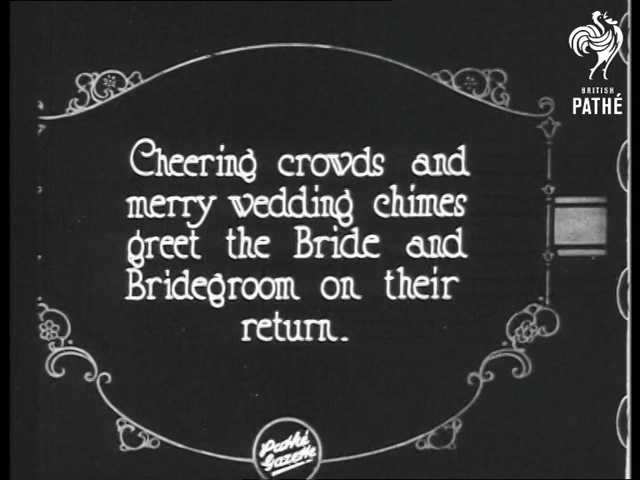 BRITISH
PATHÉ
Cheering crowds and
merry wedding chimes
greet the Bride and
Bridegroom on their
return.
Pathé
Gazette